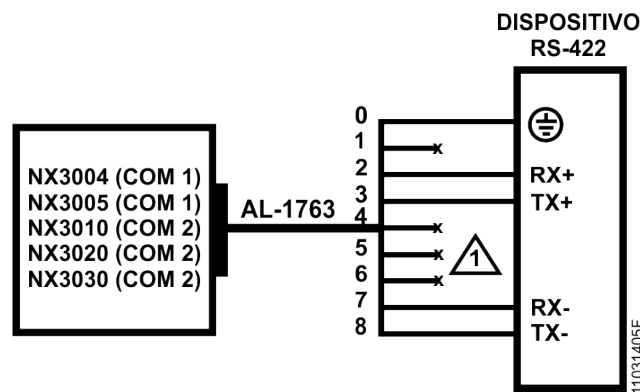 DISPOSITIVO
RS-422
NX3004 (COM 1)
NX3005 (COM 1)
NX3010 (COM 2)
NX3020 (COM 2)
NX3030 (COM 2)
AL-1763
0
1 x
2 RX+
3 TX+
4 x
5 x
1
6 x
7 RX-
8 TX-
11031405E